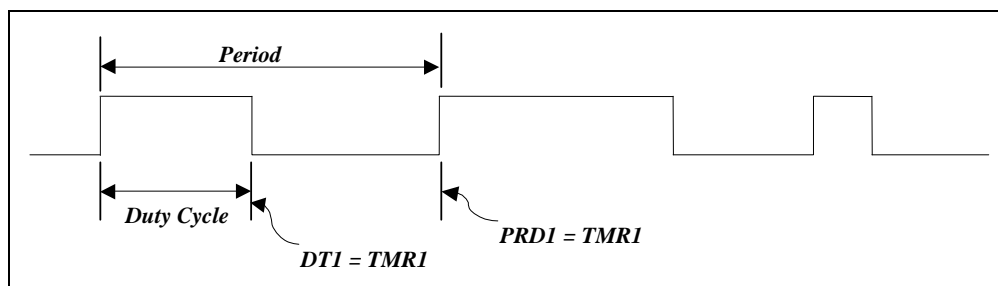 Period
Duty Cycle
DT1 = TMR1
PRD1 = TMR1